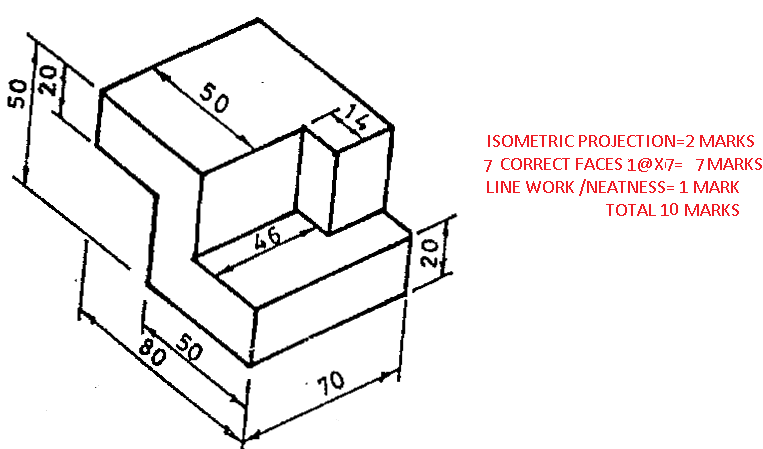 50
20
50
14
46
20
50
80
70
ISOMETRIC PROJECTION=2 MARKS
7 CORRECT FACES 1@X7= 7 MARKS
LINE WORK /NEATNESS= 1 MARK
TOTAL 10 MARKS